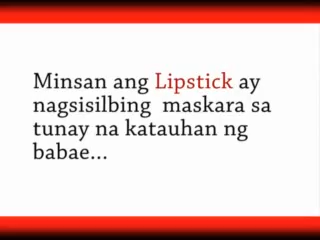 Minsan ang Lipstick ay
nagsisilbing maskara sa
tunay na katauhan ng
babae...